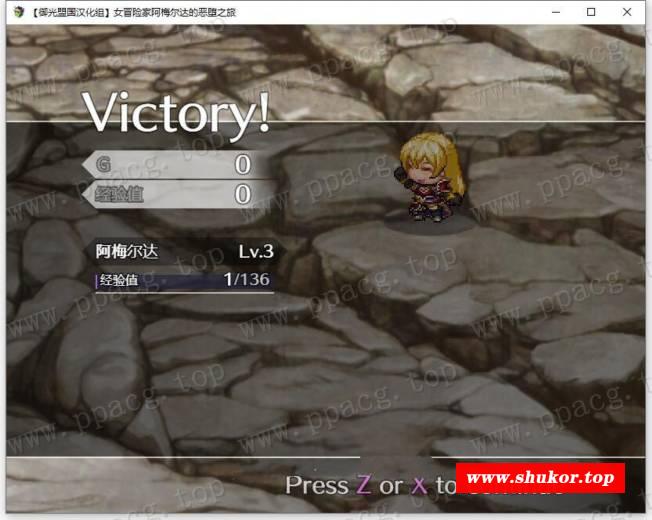 【御光盟国汉化组】女冒险家阿梅尔达的恶堕之旅
Victory!
G 0
经验值 0
阿梅尔达 Lv.3
经验值 1/136
Press Z or X to continue
www.shukor.top
www.ppacg.top